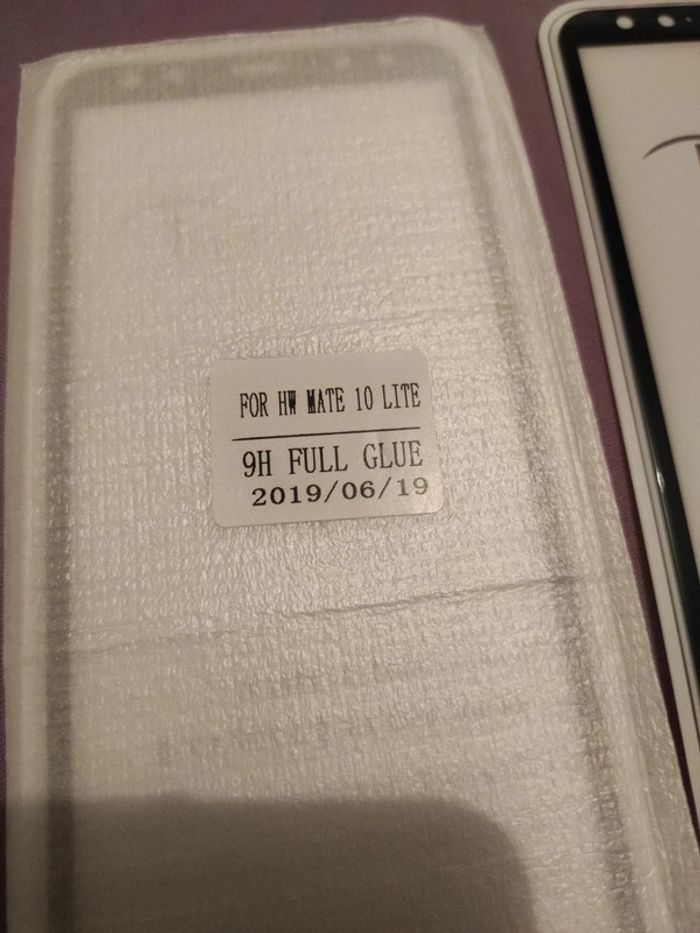 FOR HW MATE 10 LITE
9H FULL GLUE
2019/06/19